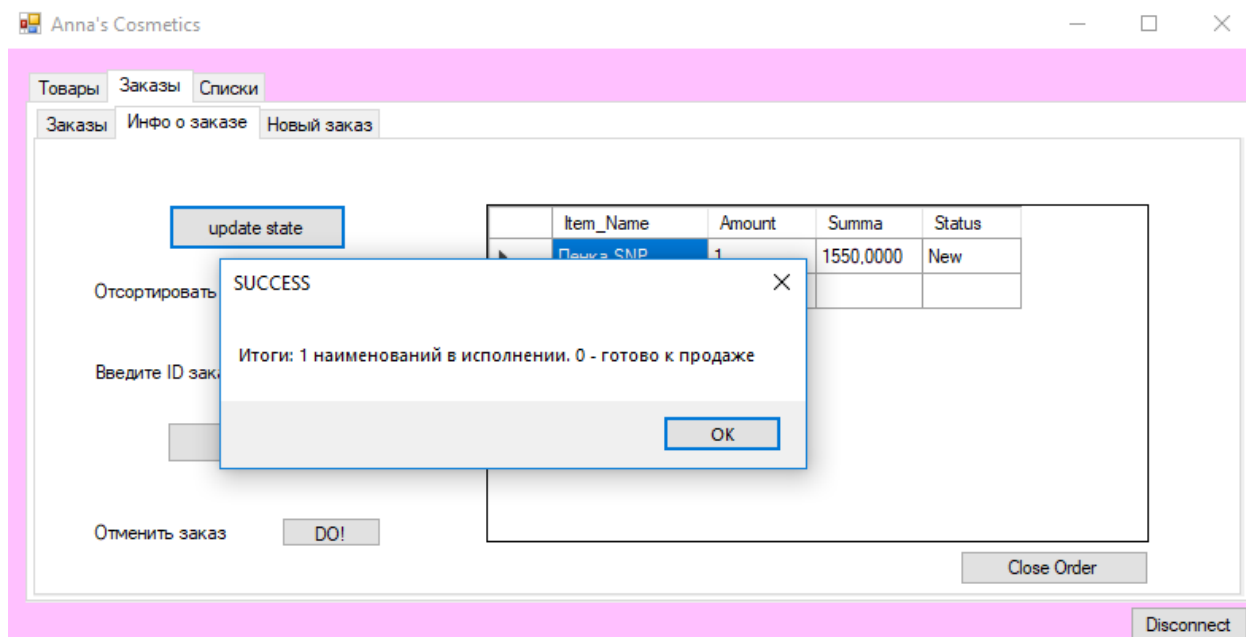 Anna's Cosmetics
Товары Заказы Списки
Заказы Инфо о заказе Новый заказ
update state
Item_Name Amount Summa Status
Пенка SNP 1 1550,0000 New
Отсортировать
SUCCESS
Итоги: 1 наименований в исполнении. 0 - готово к продаже
Введите ID
OK
Отменить заказ DO!
Close Order
Disconnect